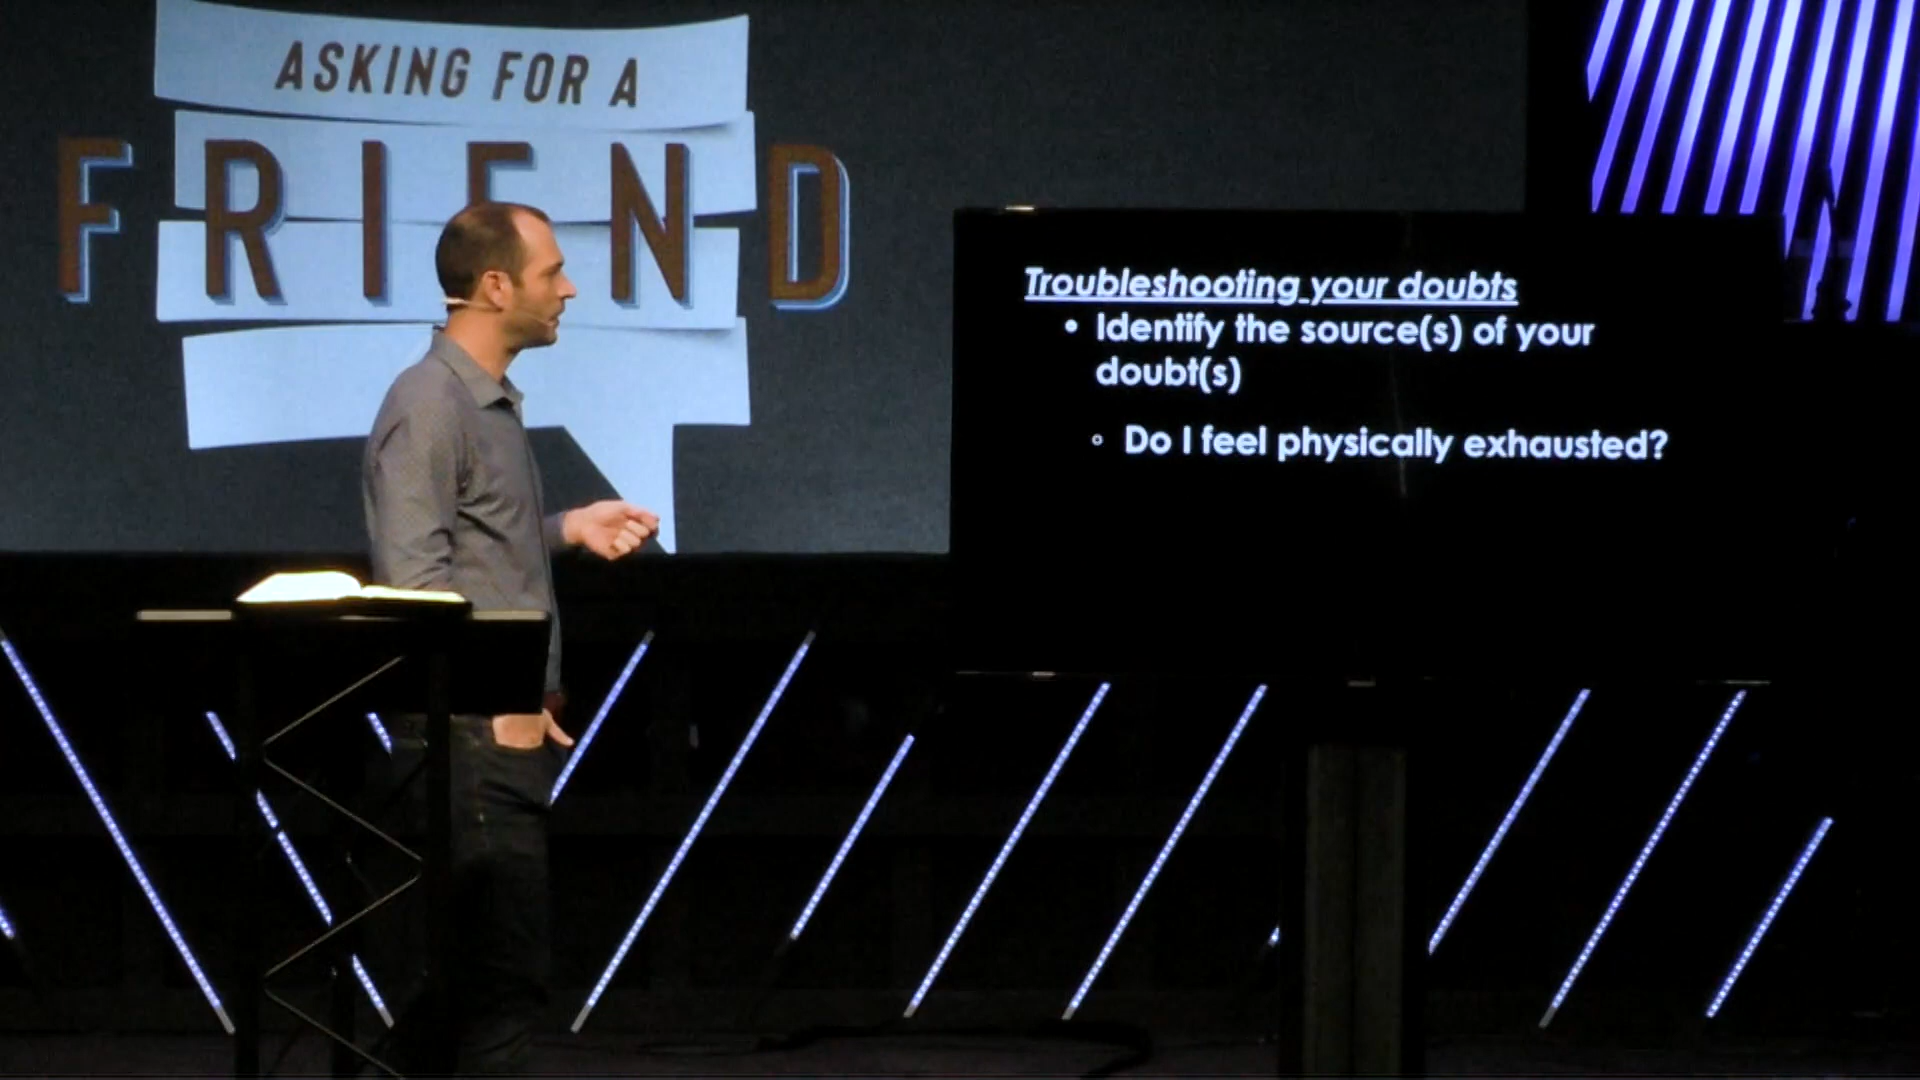 ASKING FOR A
FRIEND
Troubleshooting your doubts
• Identify the source(s) of your
doubt(s)
◦ Do I feel physically exhausted?